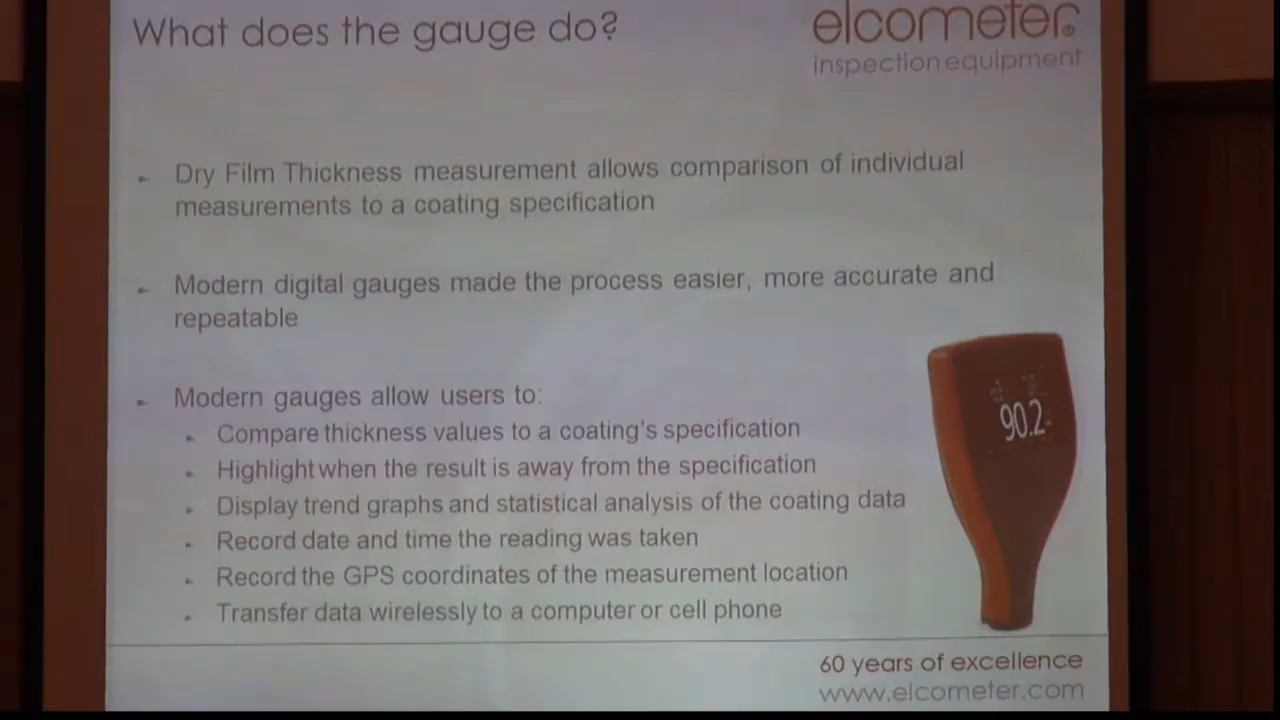 What does the gauge do?
elcometer®
inspection equipment
Dry Film Thickness measurement allows comparison of individual
measurements to a coating specification
Modern digital gauges made the process easier, more accurate and
repeatable
Modern gauges allow users to:
Compare thickness values to a coating's specification
Highlight when the result is away from the specification
Display trend graphs and statistical analysis of the coating data
Record date and time the reading was taken
Record the GPS coordinates of the measurement location
Transfer data wirelessly to a computer or cell phone
90.2
60 years of excellence
www.elcometer.com